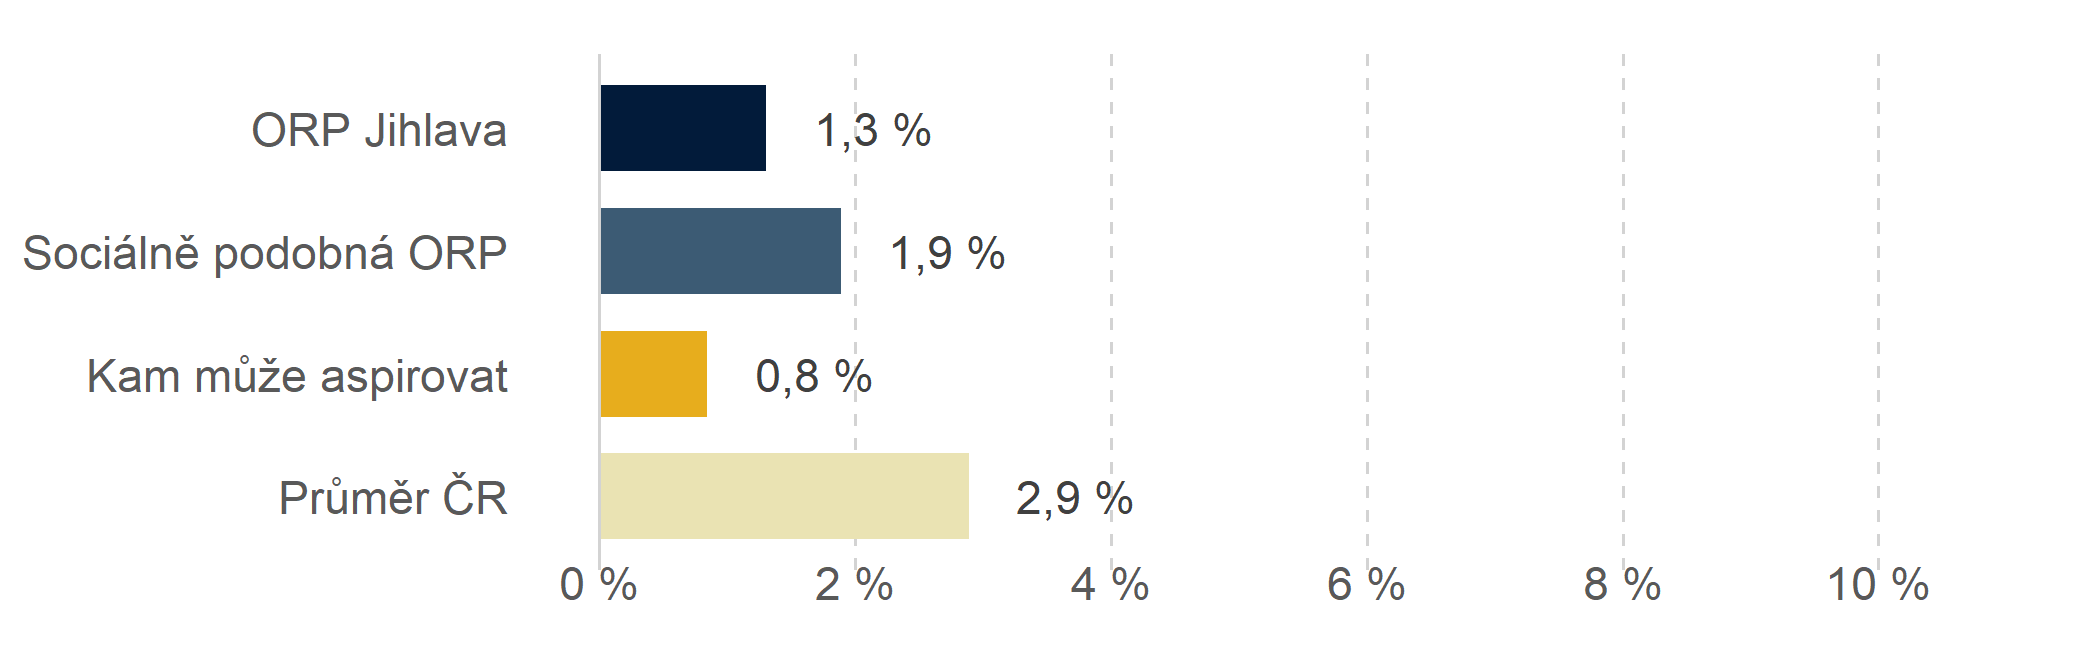 ORP Jihlava 1,3 %
Sociálně podobná ORP 1,9 %
Kam může aspirovat 0,8 %
Průměr ČR 2,9 %
0 % 2 % 4 % 6 % 8 % 10 %